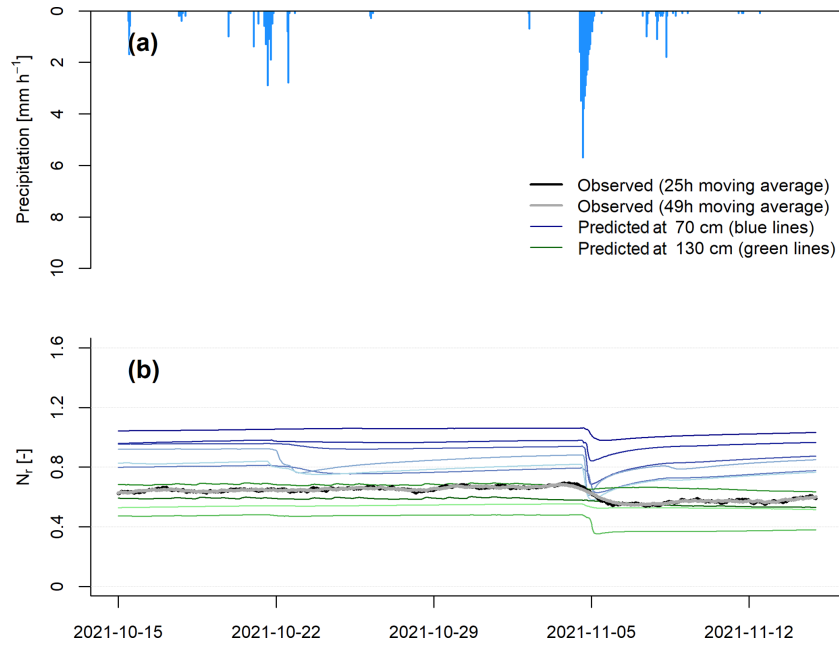 (a)
Precipitation [mm h⁻¹]
0
2
4
6
8
10
Observed (25h moving average)
Observed (49h moving average)
Predicted at 70 cm (blue lines)
Predicted at 130 cm (green lines)
(b)
Nr [-]
1.6
1.2
0.8
0.4
0
2021-10-15 2021-10-22 2021-10-29 2021-11-05 2021-11-12